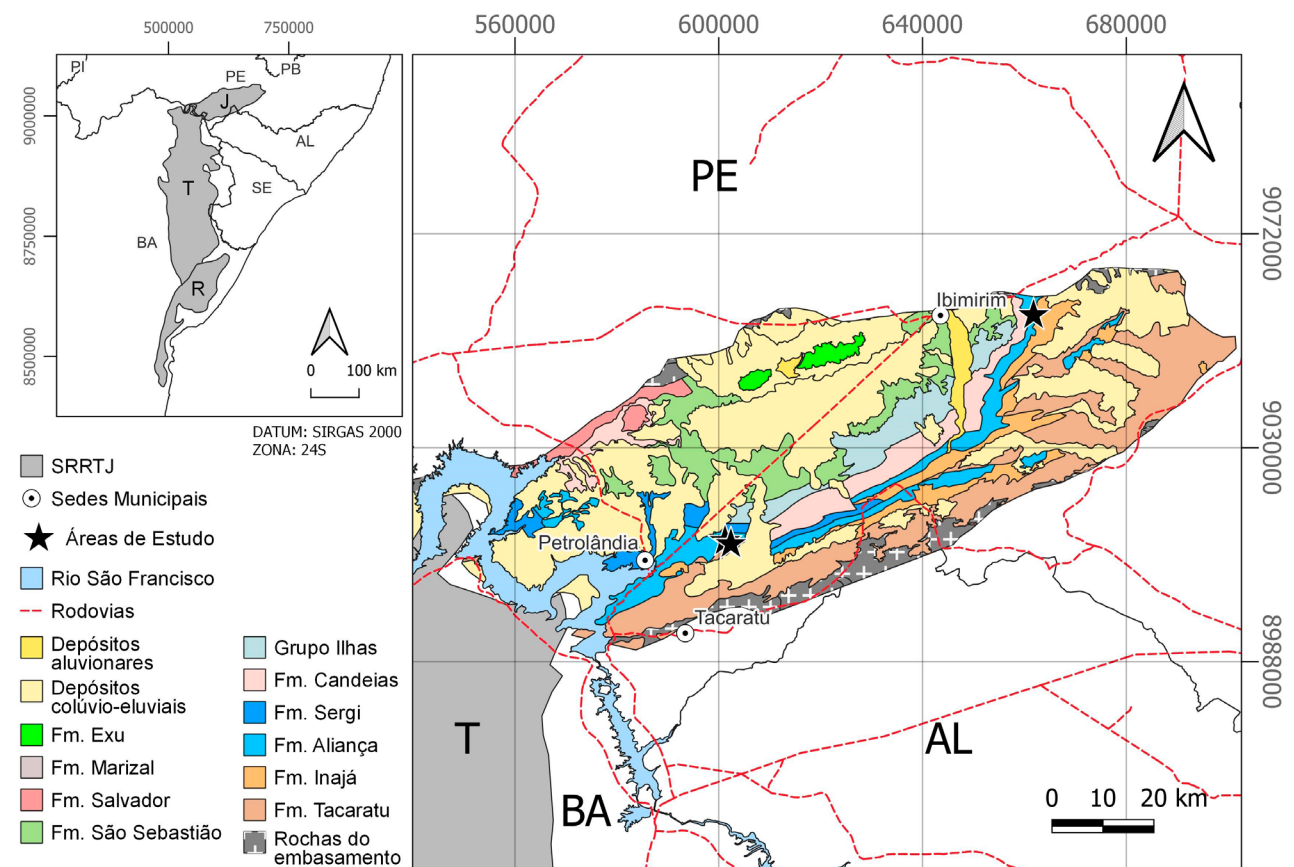 500000 750000
560000 600000 640000 680000
PI
PE
PB
J
AL
T
SE
BA
R
0 100 km
9000000
8750000
8500000
DATUM: SIRGAS 2000
ZONA: 24S
PE
Ibimirim
Petrolândia
Tacaratu
T
BA
AL
9072000
9030000
8988000
0 10 20 km
SRRTJ
Sedes Municipais
Áreas de Estudo
Rio São Francisco
Rodovias
Depósitos
aluvionares
Depósitos
colúvio-eluviais
Fm. Exu
Fm. Marizal
Fm. Salvador
Fm. São Sebastião
Grupo Ilhas
Fm. Candeias
Fm. Sergi
Fm. Aliança
Fm. Inajá
Fm. Tacaratu
Rochas do
embasamento